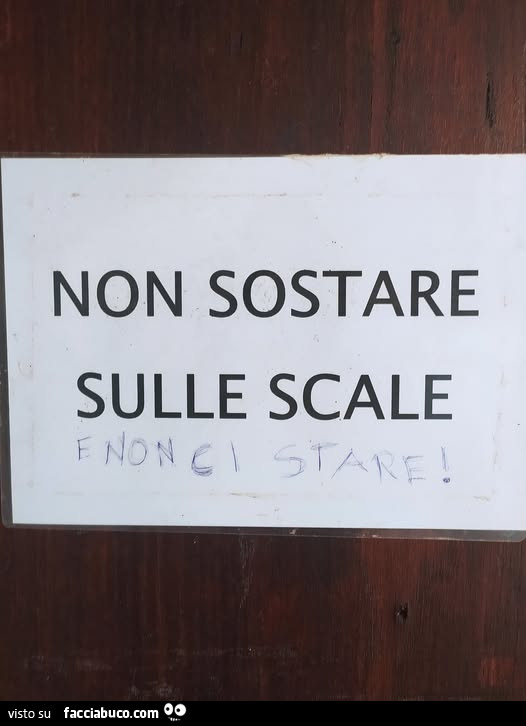 NON SOSTARE
SULLE SCALE
E NON CI STARE!
visto su facciabuco.com